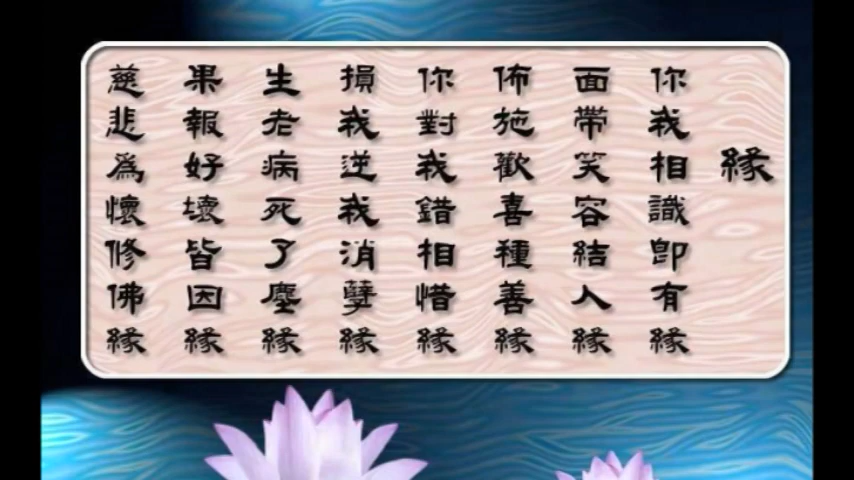 緣
你我相識即有緣
面帶笑容結人緣
佈施歡喜種善緣
你對我錯相惜緣
損我逆我消孽緣
生老病死了塵緣
果報好壞皆因緣
慈悲為懷修佛緣